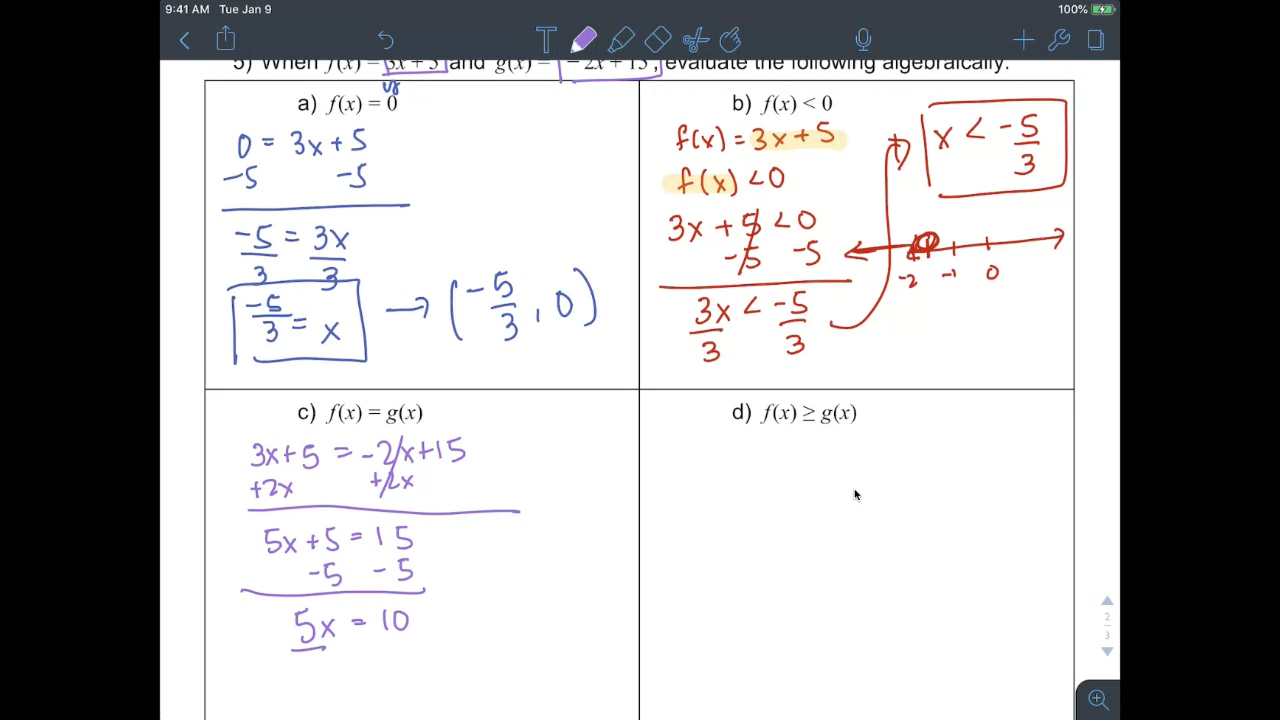 9:41 AM Tue Jan 9
100%
5) When f(x) = 3x + 5 and g(x) = − 2x + 15, evaluate the following algebraically.
a) f(x) = 0
0 = 3x + 5
-5 -5
-5 = 3x
3 3
-5/3 = x → (-5/3, 0)
b) f(x) < 0
f(x) = 3x + 5
f(x) < 0
3x + 5 < 0
-5 -5
3x < -5
3 3
x < -5/3
-2 -1 0
c) f(x) = g(x)
3x + 5 = -2x + 15
+2x +2x
5x + 5 = 15
-5 -5
5x = 10
d) f(x) ≥ g(x)
2
3